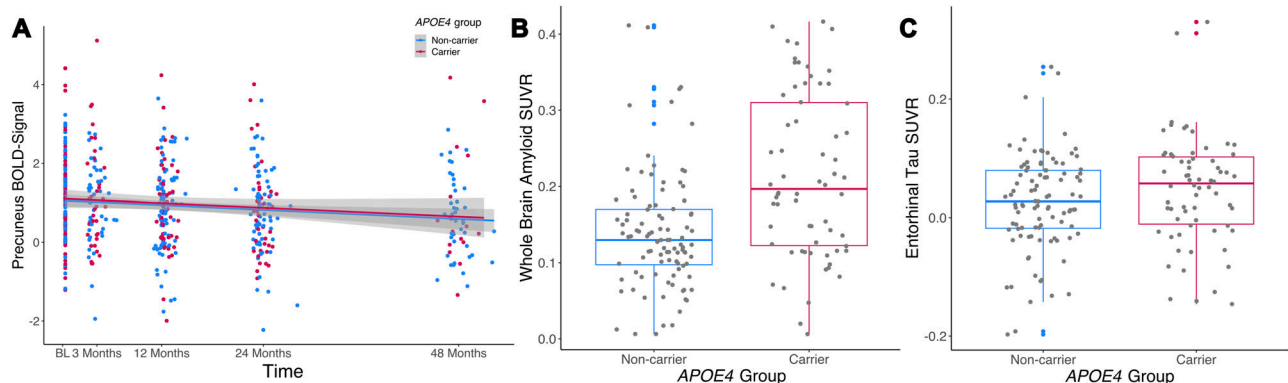 A
APOE4 group
Non-carrier
Carrier
Precuneus BOLD-Signal
4
2
0
-2
BL 3 Months 12 Months 24 Months 48 Months
Time
B
Whole Brain Amyloid SUVR
0.4
0.3
0.2
0.1
0.0
Non-carrier Carrier
APOE4 Group
C
Entorhinal Tau SUVR
0.2
0.0
-0.2
Non-carrier Carrier
APOE4 Group